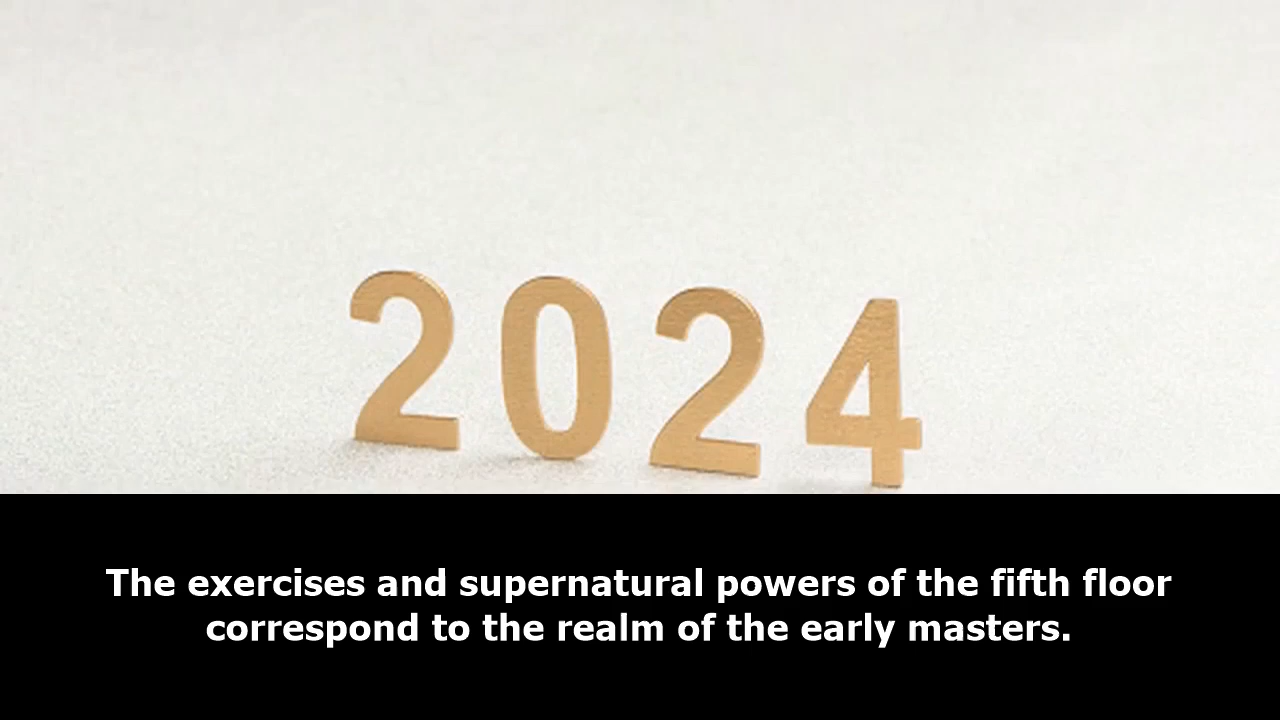 2024
The exercises and supernatural powers of the fifth floor
correspond to the realm of the early masters.